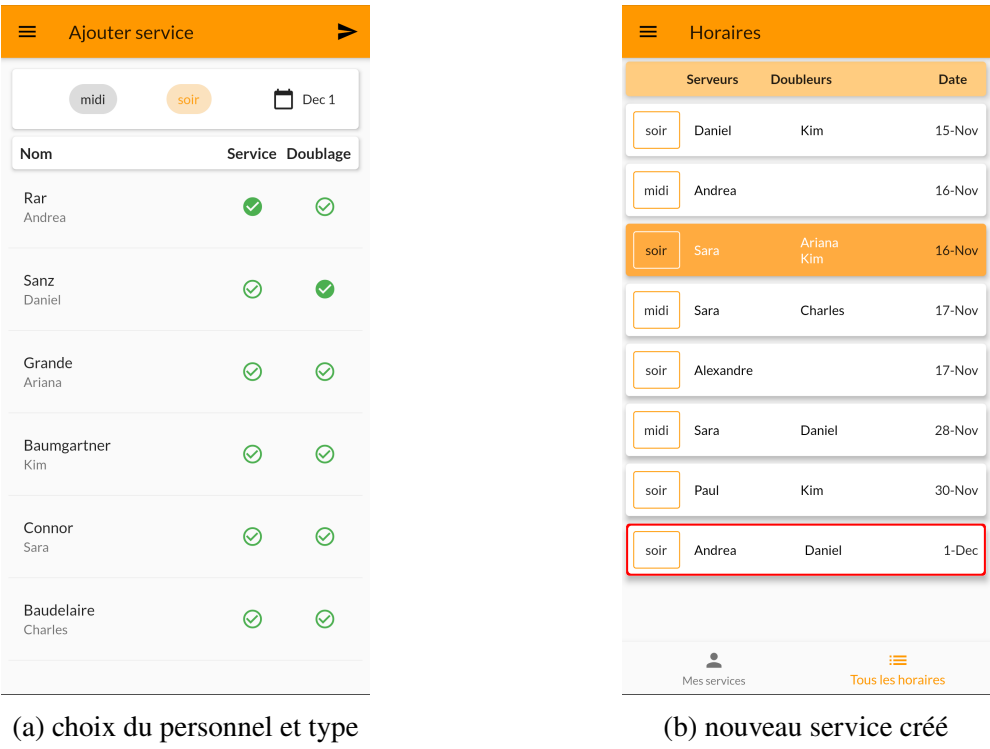 Ajouter service
midi soir Dec 1
Nom Service Doublage
Rar
Andrea
Sanz
Daniel
Grande
Ariana
Baumgartner
Kim
Connor
Sara
Baudelaire
Charles
(a) choix du personnel et type
Horaires
Serveurs Doubleurs Date
soir Daniel Kim 15-Nov
midi Andrea 16-Nov
soir Sara Ariana 16-Nov
Kim
midi Sara Charles 17-Nov
soir Alexandre 17-Nov
midi Sara Daniel 28-Nov
soir Paul Kim 30-Nov
soir Andrea Daniel 1-Dec
Mes services Tous les horaires
(b) nouveau service créé